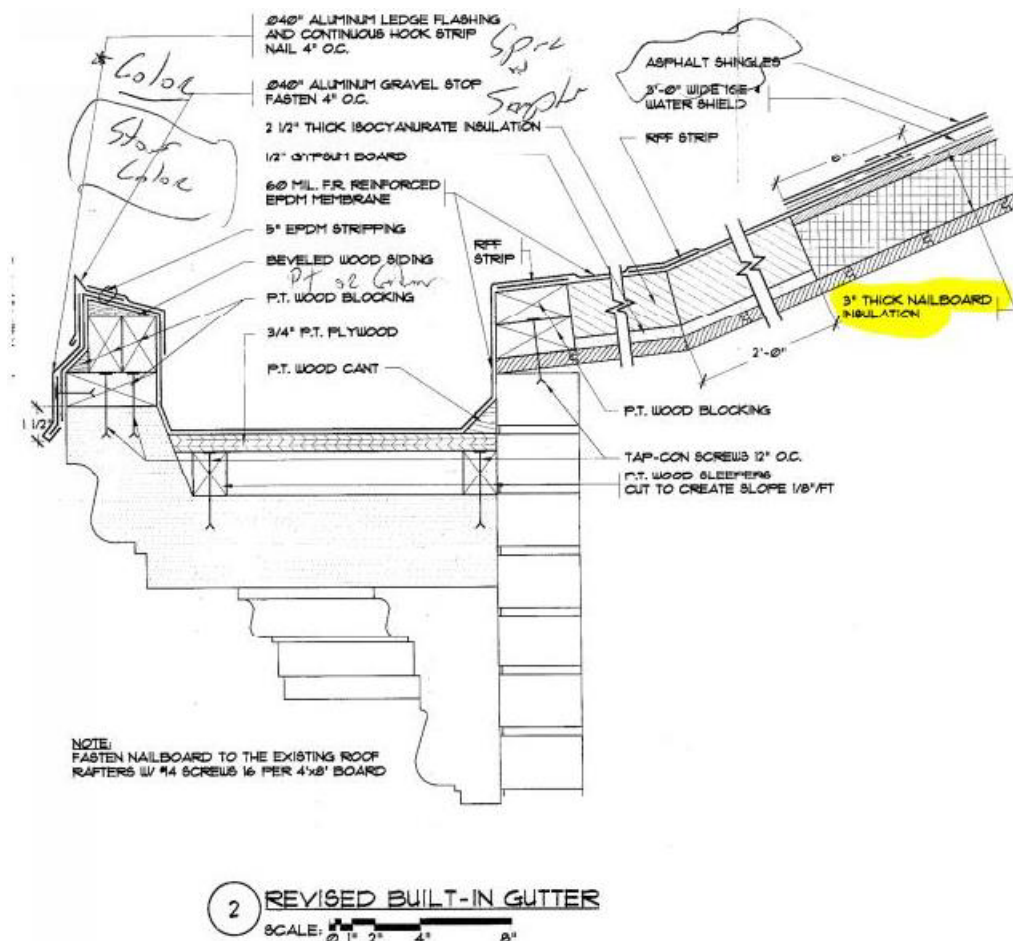 .040" ALUMINUM LEDGE FLASHING
AND CONTINUOUS HOOK STRIP
NAIL 4" O.C.
Color
.040" ALUMINUM GRAVEL STOP
FASTEN 4" O.C.
Color
2 1/2" THICK ISOCYANURATE INSULATION
1/2" GYPSUM BOARD
60 MIL. F.R. REINFORCED
EPDM MEMBRANE
5" EPDM STRIPPING
BEVELED WOOD SIDING
PT or
P.T. WOOD BLOCKING
3/4" P.T. PLYWOOD
P.T. WOOD CANT
1 1/2"
ASPHALT SHINGLES
3'-0" WIDE ICE &
WATER SHIELD
RPF STRIP
6"
RPF
STRIP
3" THICK NAILBOARD
INSULATION
2'-0"
P.T. WOOD BLOCKING
TAP-CON SCREWS 12" O.C.
P.T. WOOD SLEEPERS
CUT TO CREATE SLOPE 1/8"/FT
NOTE:
FASTEN NAILBOARD TO THE EXISTING ROOF
RAFTERS W/ #14 SCREWS 16 PER 4'x8' BOARD
2 REVISED BUILT-IN GUTTER
SCALE: 0 1" 2" 4" 8"